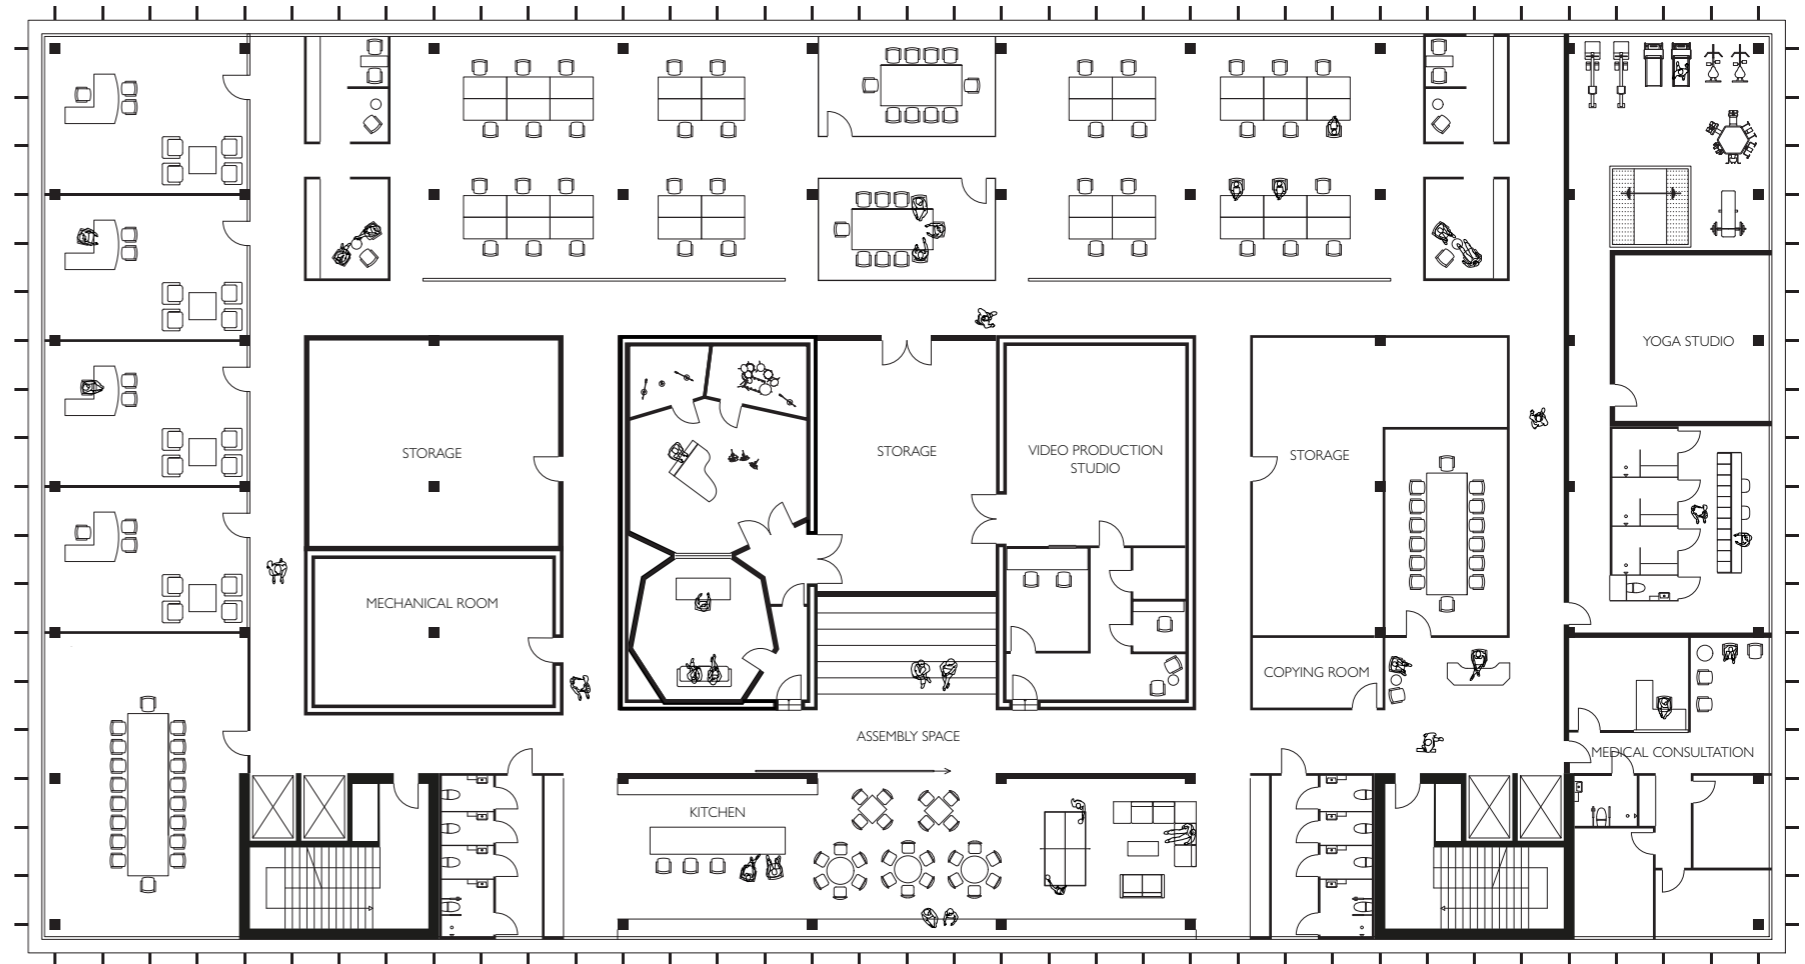 YOGA STUDIO
STORAGE
STORAGE
VIDEO PRODUCTION
STUDIO
STORAGE
MECHANICAL ROOM
COPYING ROOM
ASSEMBLY SPACE
MEDICAL CONSULTATION
KITCHEN